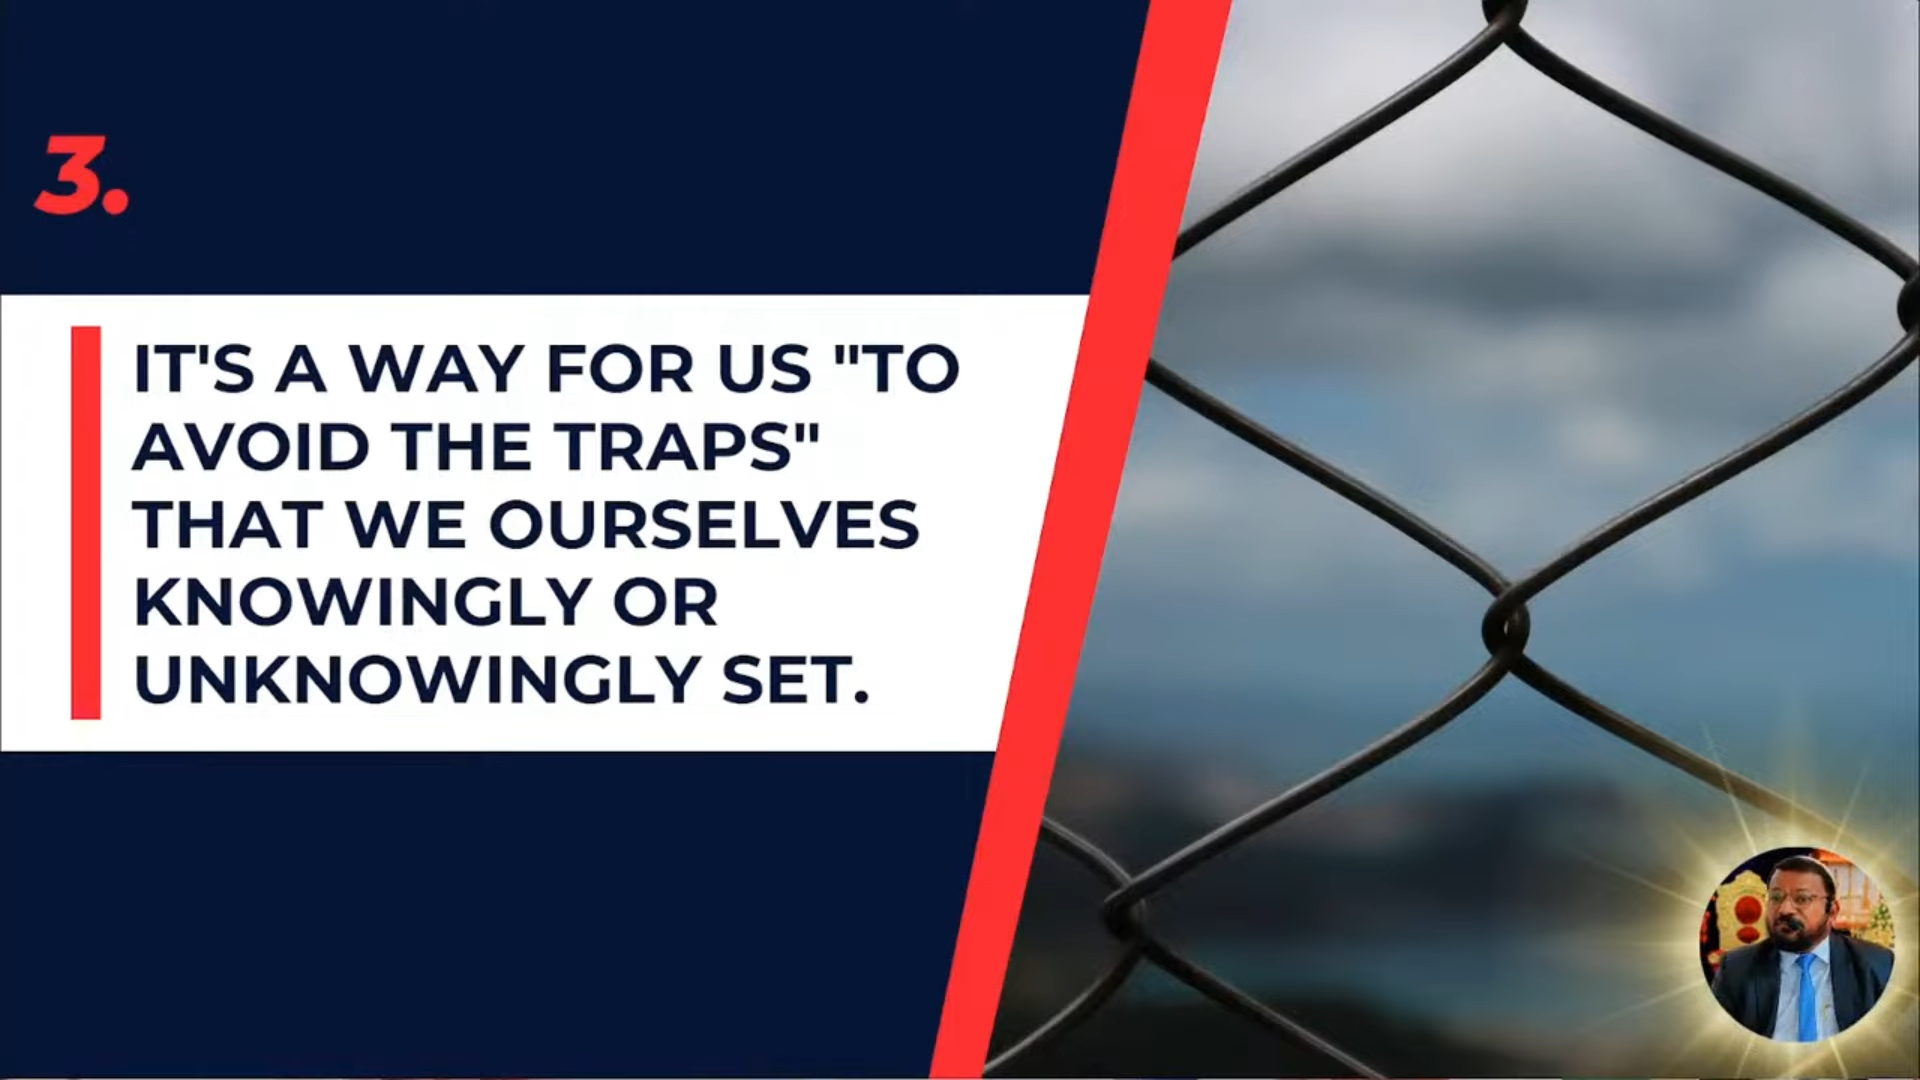 3.
IT'S A WAY FOR US "TO
AVOID THE TRAPS"
THAT WE OURSELVES
KNOWINGLY OR
UNKNOWINGLY SET.